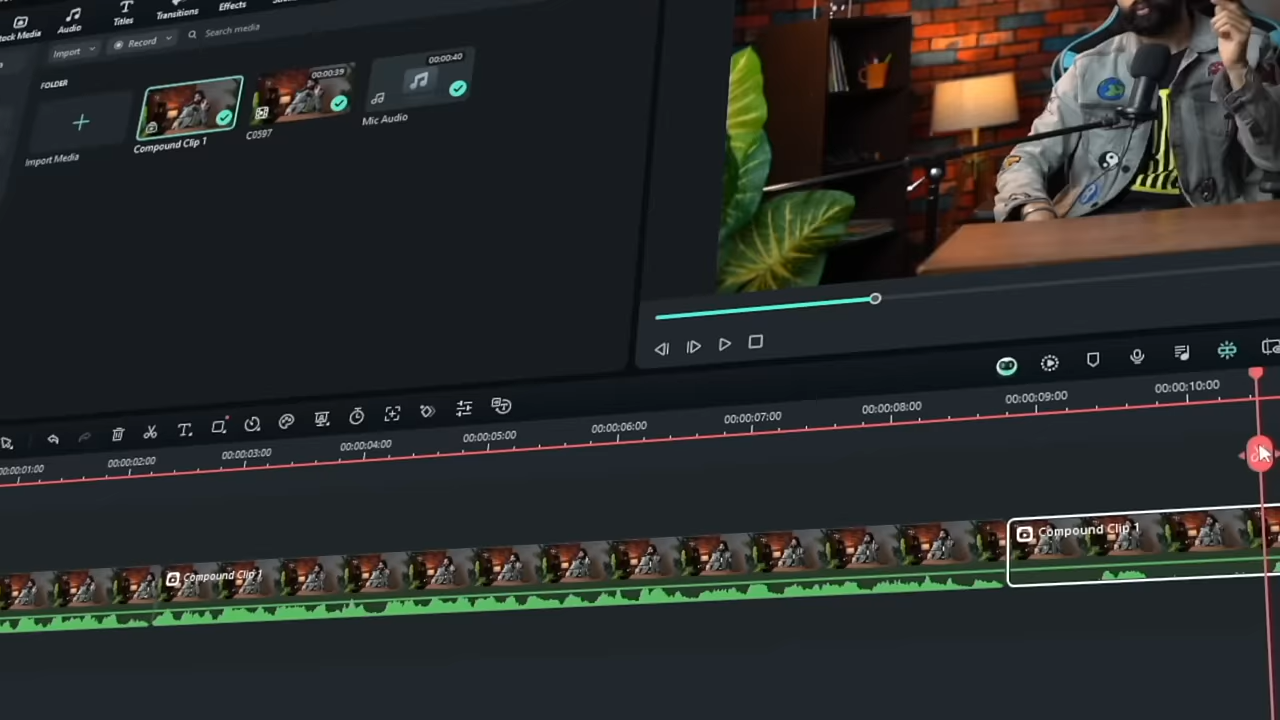 Stock Media
Audio
Titles
Transitions
Effects
Import
Record
Search media
FOLDER
Import Media
Compound Clip 1
00:00:39
C0597
00:00:40
Mic Audio
00:00:01:00
00:00:02:00
00:00:03:00
00:00:04:00
00:00:05:00
00:00:06:00
00:00:07:00
00:00:08:00
00:00:09:00
00:00:10:00
Compound Clip 1
Compound Clip 1